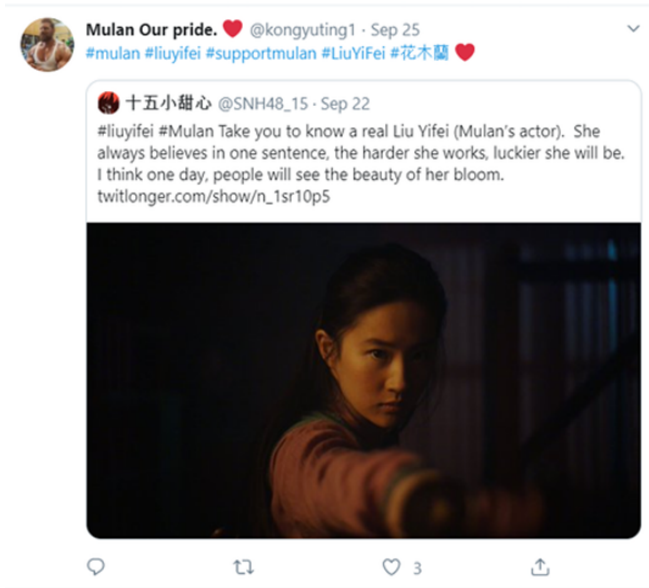 Mulan Our pride. ❤️ @kongyuting1 · Sep 25
#mulan #liuyifei #supportmulan #LiuYiFei #花木蘭 ❤️
十五小甜心 @SNH48_15 · Sep 22
#liuyifei #Mulan Take you to know a real Liu Yifei (Mulan's actor). She
always believes in one sentence, the harder she works, luckier she will be.
I think one day, people will see the beauty of her bloom.
twitlonger.com/show/n_1sr10p5
3